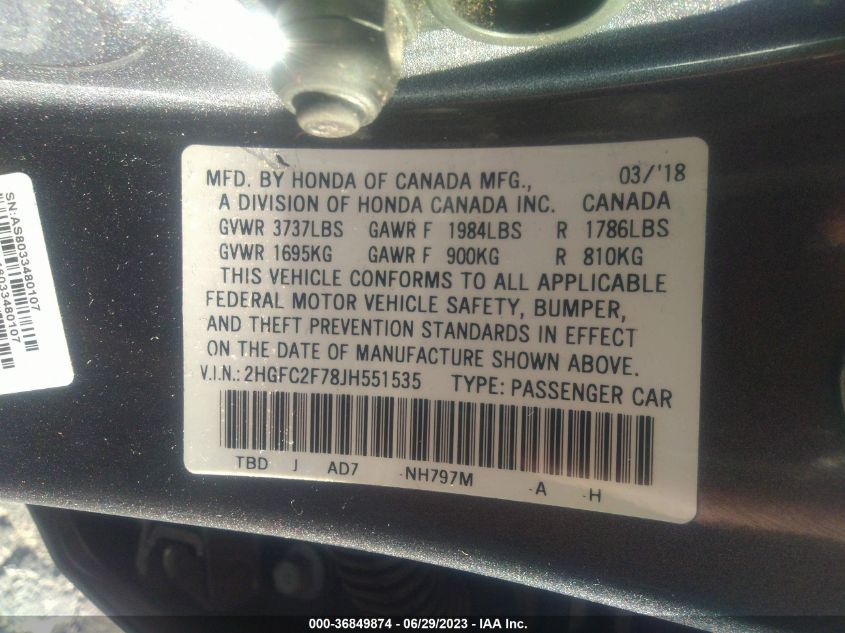 MFD. BY HONDA OF CANADA MFG., 03/'18
A DIVISION OF HONDA CANADA INC. CANADA
GVWR 3737LBS GAWR F 1984LBS R 1786LBS
GVWR 1695KG GAWR F 900KG R 810KG
THIS VEHICLE CONFORMS TO ALL APPLICABLE
FEDERAL MOTOR VEHICLE SAFETY, BUMPER,
AND THEFT PREVENTION STANDARDS IN EFFECT
ON THE DATE OF MANUFACTURE SHOWN ABOVE.
V.I.N.: 2HGFC2F78JH551535 TYPE: PASSENGER CAR
TBD J AD7 -NH797M -A -H
SN:AS8033480107
000-36849874 / 06/29/2023 / IAA Inc.